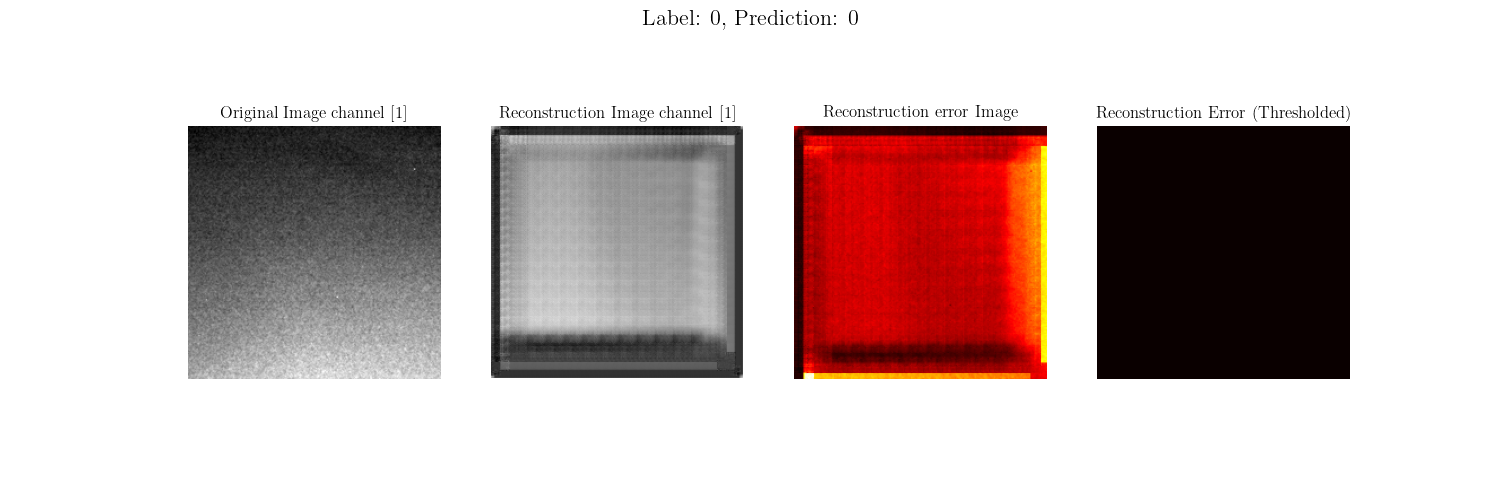 Label: 0, Prediction: 0
Original Image channel [1]
Reconstruction Image channel [1]
Reconstruction error Image
Reconstruction Error (Thresholded)